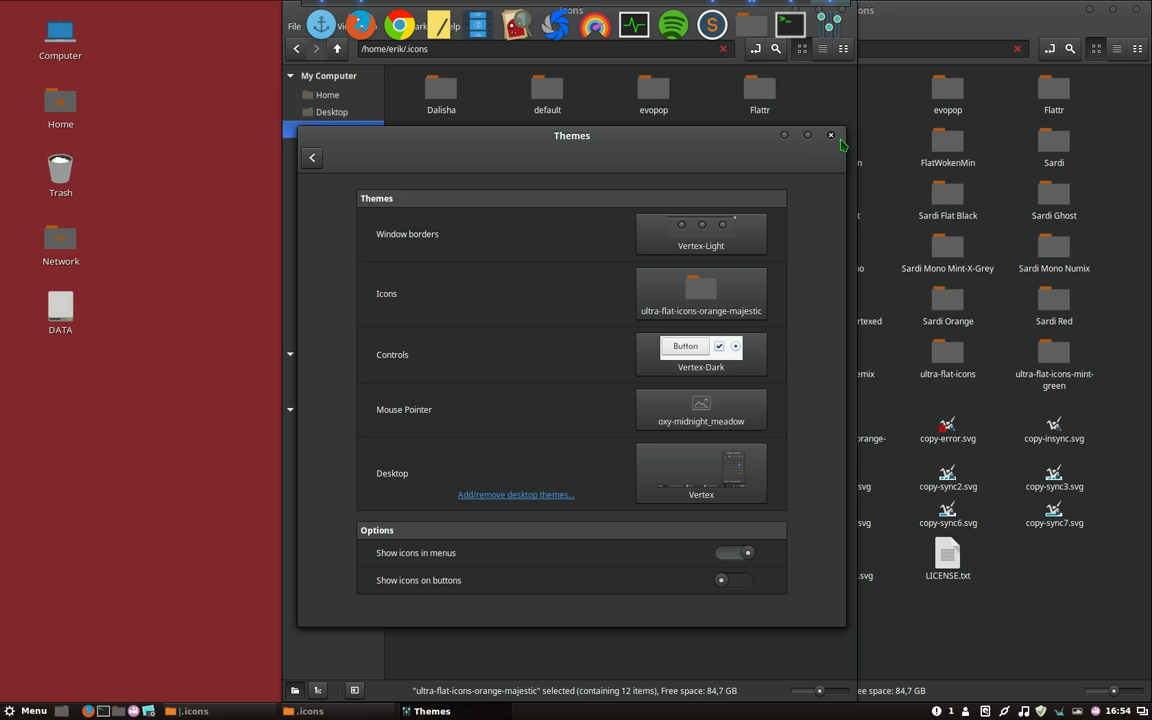 .icons
.icons
File
Help
/home/erik/.icons
My Computer
Home
Desktop
Dalisha
default
evopop
Flattr
evopop
Flattr
Themes
FlatWokenMin
Sardi
Themes
Window borders
Vertex-Light
Sardi Flat Black
Sardi Ghost
Sardi Mono Mint-X-Grey
Sardi Mono Numix
Icons
ultra-flat-icons-orange-majestic
Sardi Orange
Sardi Red
Controls
Button
Vertex-Dark
ultra-flat-icons
ultra-flat-icons-mint-
green
Mouse Pointer
oxy-midnight_meadow
copy-error.svg
copy-insync.svg
Desktop
Add/remove desktop themes...
Vertex
copy-sync2.svg
copy-sync3.svg
copy-sync6.svg
copy-sync7.svg
Options
Show icons in menus
Show icons on buttons
LICENSE.txt
Computer
Home
Trash
Network
DATA
"ultra-flat-icons-orange-majestic" selected (containing 12 items), Free space: 84,7 GB
ee space: 84,7 GB
Menu
.icons
.icons
Themes
1
16:54